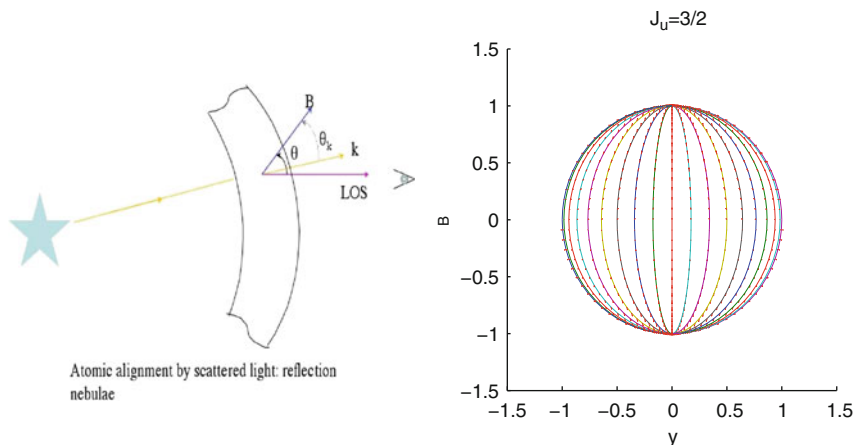 B
θk
θ
k
LOS
Atomic alignment by scattered light: reflection
nebulae
Ju=3/2
1.5
1
0.5
0
−0.5
−1
−1.5
B
−1.5 −1 −0.5 0 0.5 1 1.5
y